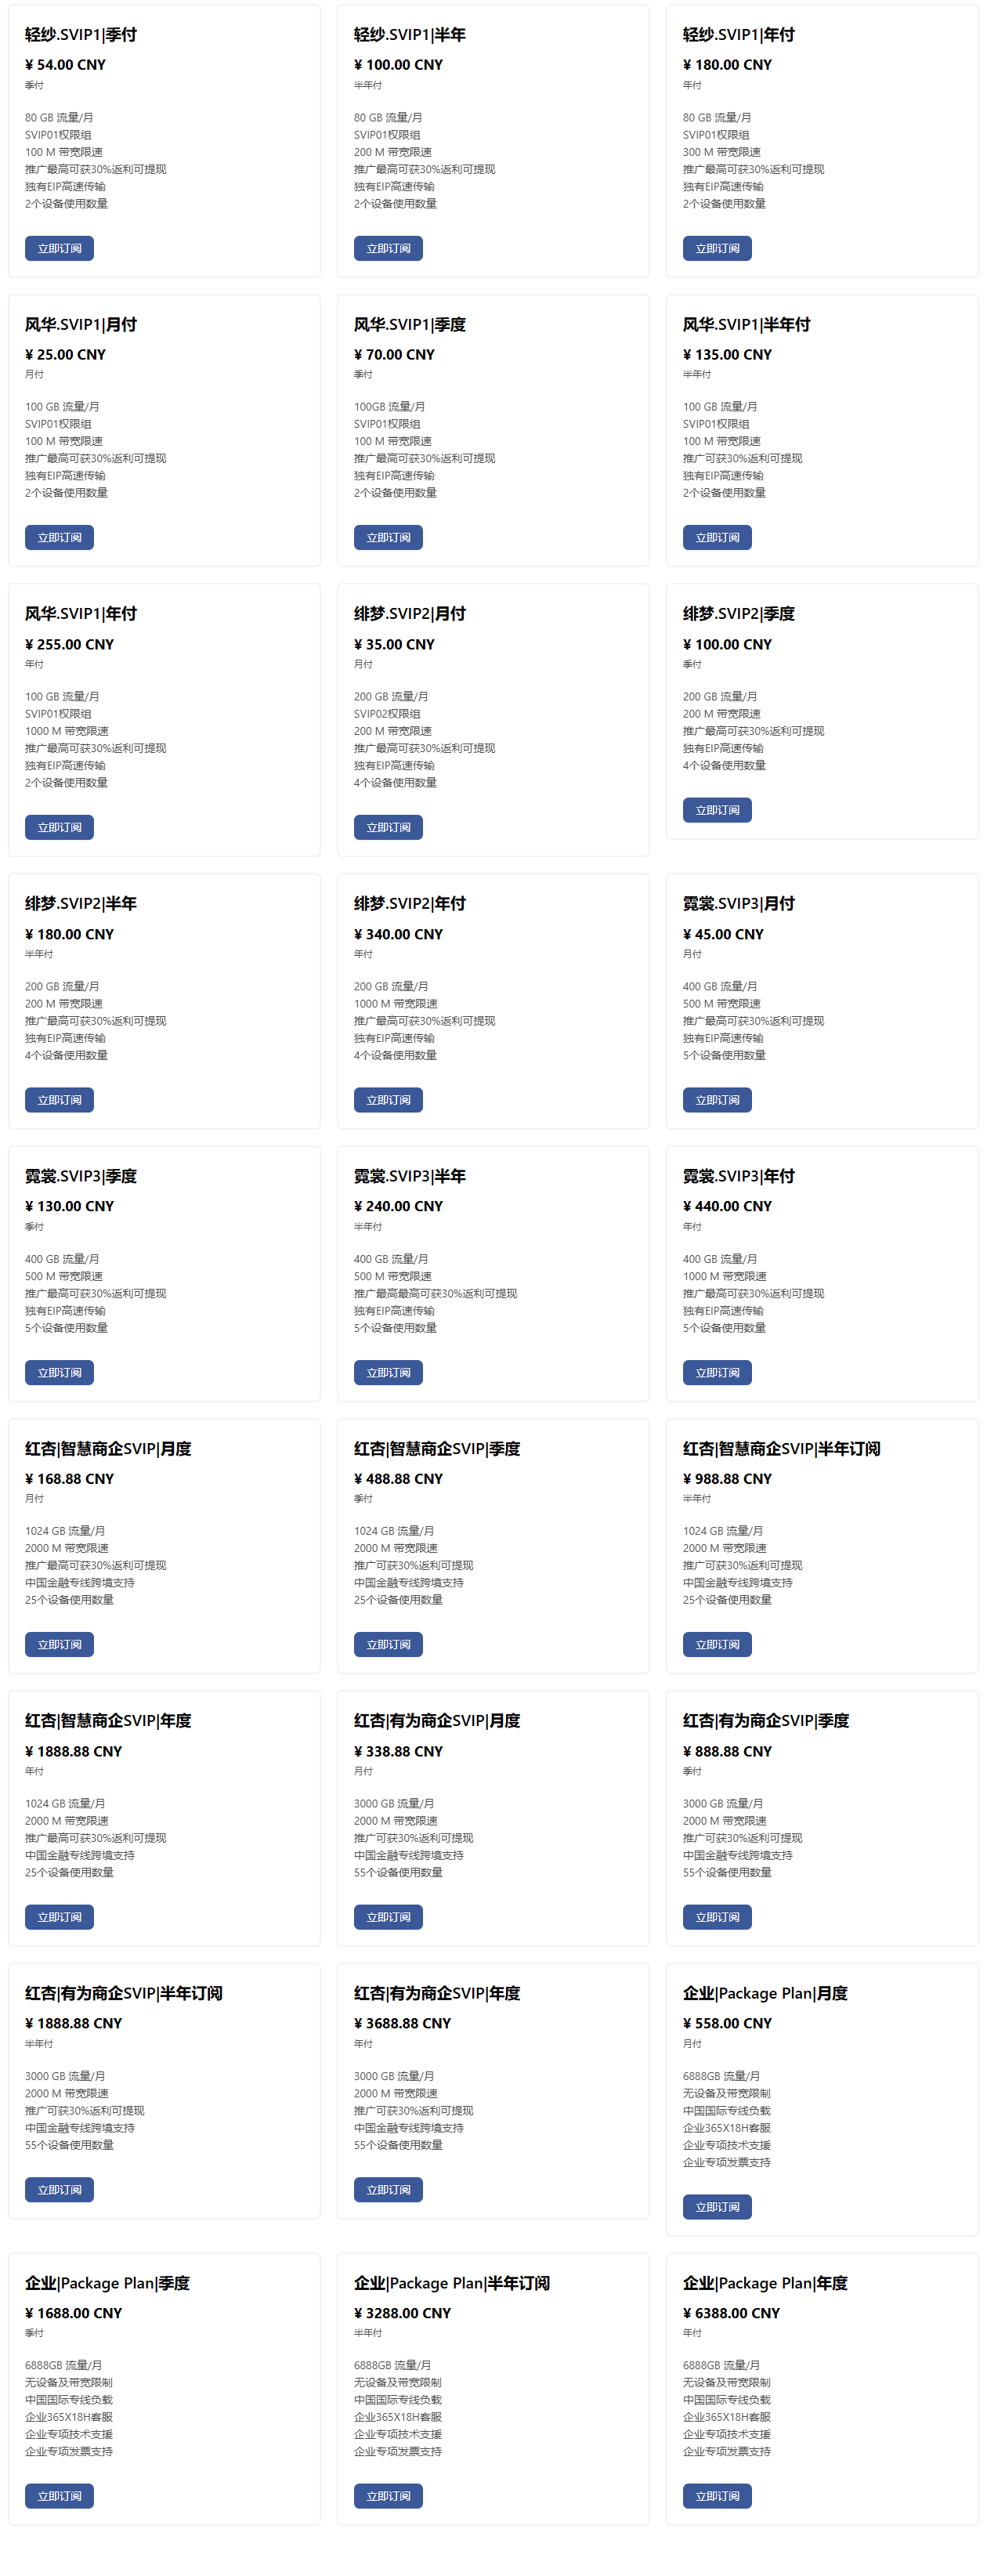 轻纱.SVIP1|季付
¥ 54.00 CNY
季付
80 GB 流量/月
SVIP01权限组
100 M 带宽限速
推广最高可获30%返利可提现
独有EIP高速传输
2个设备使用数量
立即订阅
轻纱.SVIP1|半年
¥ 100.00 CNY
半年付
80 GB 流量/月
SVIP01权限组
200 M 带宽限速
推广最高可获30%返利可提现
独有EIP高速传输
2个设备使用数量
立即订阅
轻纱.SVIP1|年付
¥ 180.00 CNY
年付
80 GB 流量/月
SVIP01权限组
300 M 带宽限速
推广最高可获30%返利可提现
独有EIP高速传输
2个设备使用数量
立即订阅
风华.SVIP1|月付
¥ 25.00 CNY
月付
100 GB 流量/月
SVIP01权限组
100 M 带宽限速
推广最高可获30%返利可提现
独有EIP高速传输
2个设备使用数量
立即订阅
风华.SVIP1|季度
¥ 70.00 CNY
季付
100GB 流量/月
SVIP01权限组
100 M 带宽限速
推广最高可获30%返利可提现
独有EIP高速传输
2个设备使用数量
立即订阅
风华.SVIP1|半年付
¥ 135.00 CNY
半年付
100 GB 流量/月
SVIP01权限组
100 M 带宽限速
推广可获30%返利可提现
独有EIP高速传输
2个设备使用数量
立即订阅
风华.SVIP1|年付
¥ 255.00 CNY
年付
100 GB 流量/月
SVIP01权限组
1000 M 带宽限速
推广最高可获30%返利可提现
独有EIP高速传输
2个设备使用数量
立即订阅
绯梦.SVIP2|月付
¥ 35.00 CNY
月付
200 GB 流量/月
SVIP02权限组
200 M 带宽限速
推广最高可获30%返利可提现
独有EIP高速传输
4个设备使用数量
立即订阅
绯梦.SVIP2|季度
¥ 100.00 CNY
季付
200 GB 流量/月
200 M 带宽限速
推广最高可获30%返利可提现
独有EIP高速传输
4个设备使用数量
立即订阅
绯梦.SVIP2|半年
¥ 180.00 CNY
半年付
200 GB 流量/月
200 M 带宽限速
推广最高可获30%返利可提现
独有EIP高速传输
4个设备使用数量
立即订阅
绯梦.SVIP2|年付
¥ 340.00 CNY
年付
200 GB 流量/月
1000 M 带宽限速
推广最高可获30%返利可提现
独有EIP高速传输
4个设备使用数量
立即订阅
霓裳.SVIP3|月付
¥ 45.00 CNY
月付
400 GB 流量/月
500 M 带宽限速
推广最高可获30%返利可提现
独有EIP高速传输
5个设备使用数量
立即订阅
霓裳.SVIP3|季度
¥ 130.00 CNY
季付
400 GB 流量/月
500 M 带宽限速
推广最高可获30%返利可提现
独有EIP高速传输
5个设备使用数量
立即订阅
霓裳.SVIP3|半年
¥ 240.00 CNY
半年付
400 GB 流量/月
500 M 带宽限速
推广最高最高可获30%返利可提现
独有EIP高速传输
5个设备使用数量
立即订阅
霓裳.SVIP3|年付
¥ 440.00 CNY
年付
400 GB 流量/月
1000 M 带宽限速
推广最高可获30%返利可提现
独有EIP高速传输
5个设备使用数量
立即订阅
红杏|智慧商企SVIP|月度
¥ 168.88 CNY
月付
1024 GB 流量/月
2000 M 带宽限速
推广最高可获30%返利可提现
中国金融专线跨境支持
25个设备使用数量
立即订阅
红杏|智慧商企SVIP|季度
¥ 488.88 CNY
季付
1024 GB 流量/月
2000 M 带宽限速
推广可获30%返利可提现
中国金融专线跨境支持
25个设备使用数量
立即订阅
红杏|智慧商企SVIP|半年订阅
¥ 988.88 CNY
半年付
1024 GB 流量/月
2000 M 带宽限速
推广可获30%返利可提现
中国金融专线跨境支持
25个设备使用数量
立即订阅
红杏|智慧商企SVIP|年度
¥ 1888.88 CNY
年付
1024 GB 流量/月
2000 M 带宽限速
推广最高可获30%返利可提现
中国金融专线跨境支持
25个设备使用数量
立即订阅
红杏|有为商企SVIP|月度
¥ 338.88 CNY
月付
3000 GB 流量/月
2000 M 带宽限速
推广可获30%返利可提现
中国金融专线跨境支持
55个设备使用数量
立即订阅
红杏|有为商企SVIP|季度
¥ 888.88 CNY
季付
3000 GB 流量/月
2000 M 带宽限速
推广可获30%返利可提现
中国金融专线跨境支持
55个设备使用数量
立即订阅
红杏|有为商企SVIP|半年订阅
¥ 1888.88 CNY
半年付
3000 GB 流量/月
2000 M 带宽限速
推广可获30%返利可提现
中国金融专线跨境支持
55个设备使用数量
立即订阅
红杏|有为商企SVIP|年度
¥ 3688.88 CNY
年付
3000 GB 流量/月
2000 M 带宽限速
推广可获30%返利可提现
中国金融专线跨境支持
55个设备使用数量
立即订阅
企业|Package Plan|月度
¥ 558.00 CNY
月付
6888GB 流量/月
无设备及带宽限制
中国国际专线负载
企业365X18H客服
企业专项技术支援
企业专项发票支持
立即订阅
企业|Package Plan|季度
¥ 1688.00 CNY
季付
6888GB 流量/月
无设备及带宽限制
中国国际专线负载
企业365X18H客服
企业专项技术支援
企业专项发票支持
立即订阅
企业|Package Plan|半年订阅
¥ 3288.00 CNY
半年付
6888GB 流量/月
无设备及带宽限制
中国国际专线负载
企业365X18H客服
企业专项技术支援
企业专项发票支持
立即订阅
企业|Package Plan|年度
¥ 6388.00 CNY
年付
6888GB 流量/月
无设备及带宽限制
中国国际专线负载
企业365X18H客服
企业专项技术支援
企业专项发票支持
立即订阅